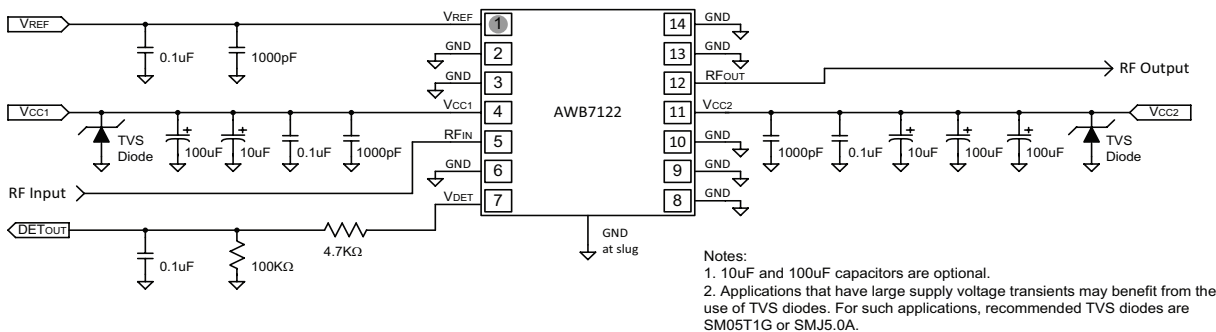 VREF
VREF
1
14
GND
0.1uF
1000pF
GND
2
13
GND
GND
3
12
RFOUT
RF Output
VCC1
VCC1
4
AWB7122
11
VCC2
VCC2
TVS
Diode
100uF
10uF
0.1uF
1000pF
RFIN
5
10
GND
1000pF
0.1uF
10uF
100uF
100uF
TVS
Diode
RF Input
GND
6
9
GND
VDET
7
8
GND
DETOUT
4.7KΩ
0.1uF
100KΩ
GND
at slug
Notes:
1. 10uF and 100uF capacitors are optional.
2. Applications that have large supply voltage transients may benefit from the
use of TVS diodes. For such applications, recommended TVS diodes are
SM05T1G or SMJ5.0A.